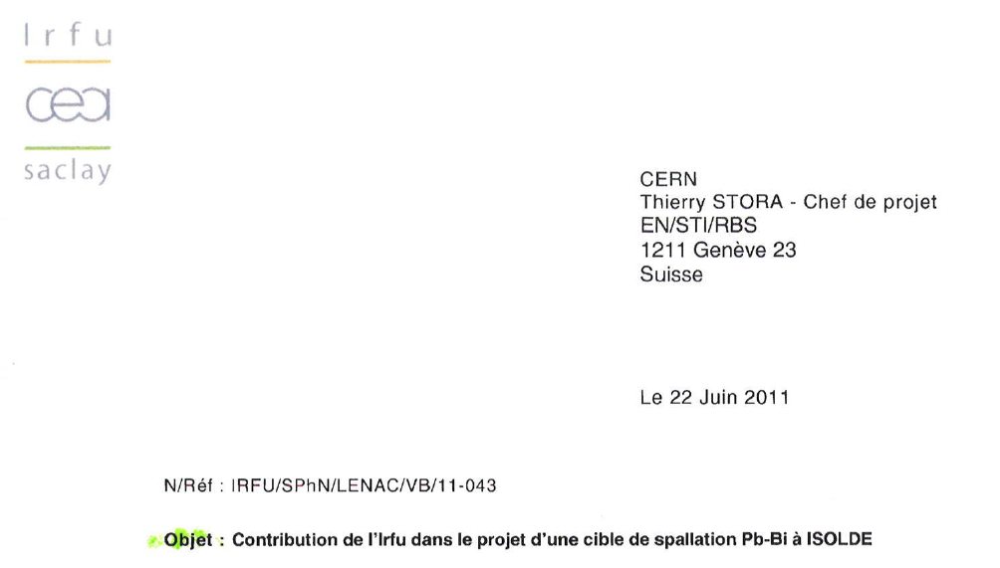 Irfu
cea
saclay
CERN
Thierry STORA - Chef de projet
EN/STI/RBS
1211 Genève 23
Suisse
Le 22 Juin 2011
N/Réf : IRFU/SPhN/LENAC/VB/11-043
Objet : Contribution de l'Irfu dans le projet d'une cible de spallation Pb-Bi à ISOLDE